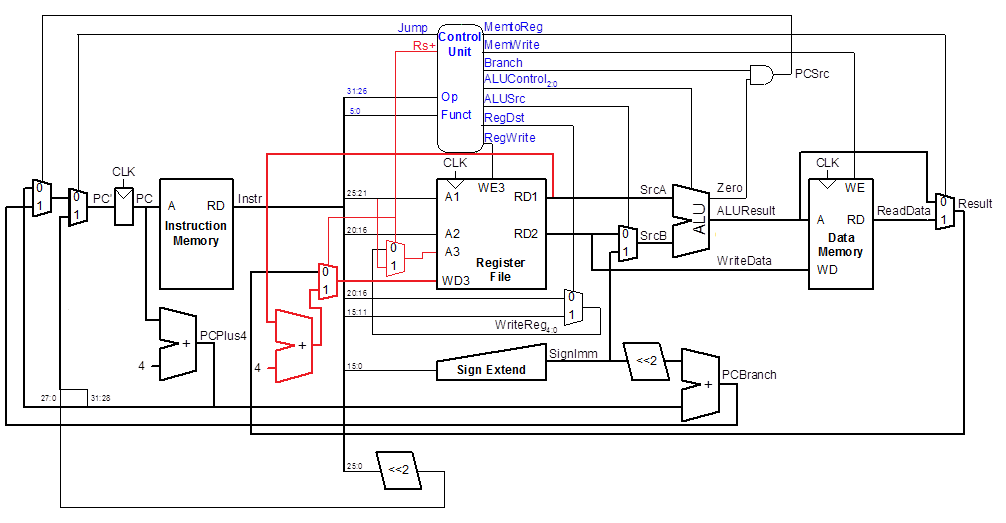 Jump
Rs+
Control
Unit
Op
Funct
MemtoReg
MemWrite
Branch
ALUControl2:0
ALUSrc
RegDst
RegWrite
PCSrc
31:26
5:0
0
1
0
1
CLK
PC'
PC
A
RD
Instruction
Memory
Instr
25:21
20:16
CLK
WE3
A1
RD1
A2
RD2
A3
WD3
Register
File
0
1
0
1
SrcA
SrcB
0
1
ALU
Zero
ALUResult
WriteData
CLK
WE
A
RD
Data
Memory
WD
ReadData
0
1
Result
20:16
15:11
0
1
WriteReg4:0
4
+
PCPlus4
4
+
15:0
Sign Extend
SignImm
<<2
+
PCBranch
27:0
31:28
25:0
<<2